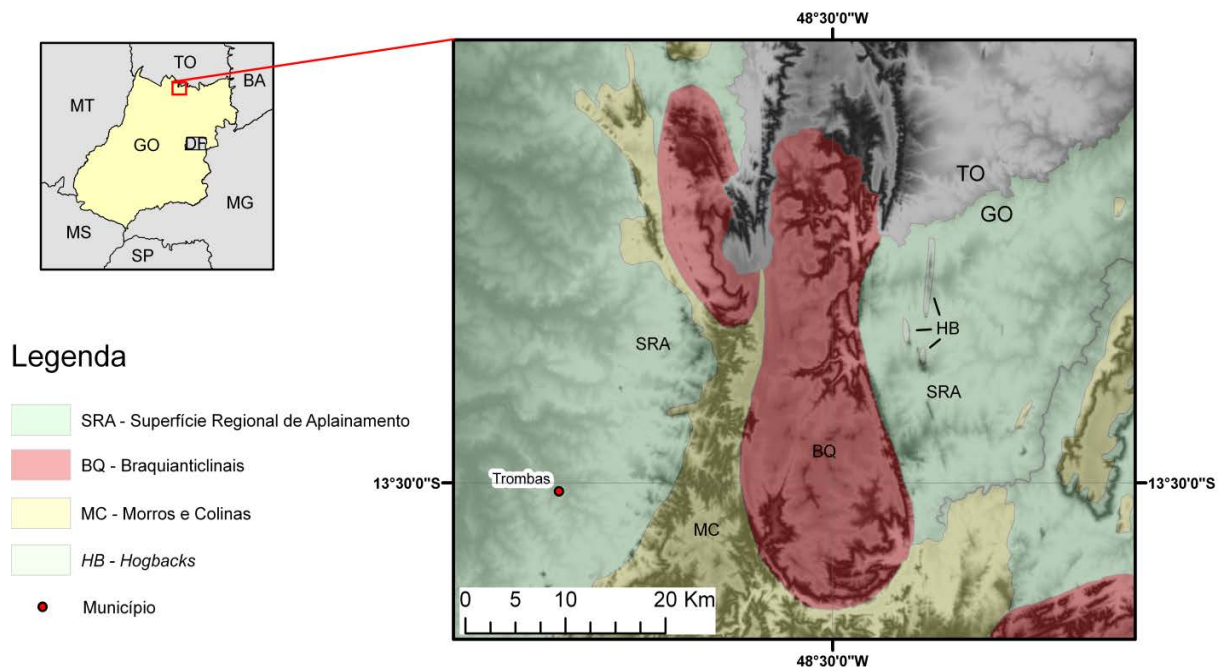 48°30'0"W
TO
BA
MT
GO
DF
MG
MS
SP
TO
GO
HB
SRA
SRA
BQ
Trombas
13°30'0"S
13°30'0"S
MC
0 5 10 20 Km
48°30'0"W
Legenda
SRA - Superfície Regional de Aplainamento
BQ - Braquianticlinais
MC - Morros e Colinas
HB - Hogbacks
Município